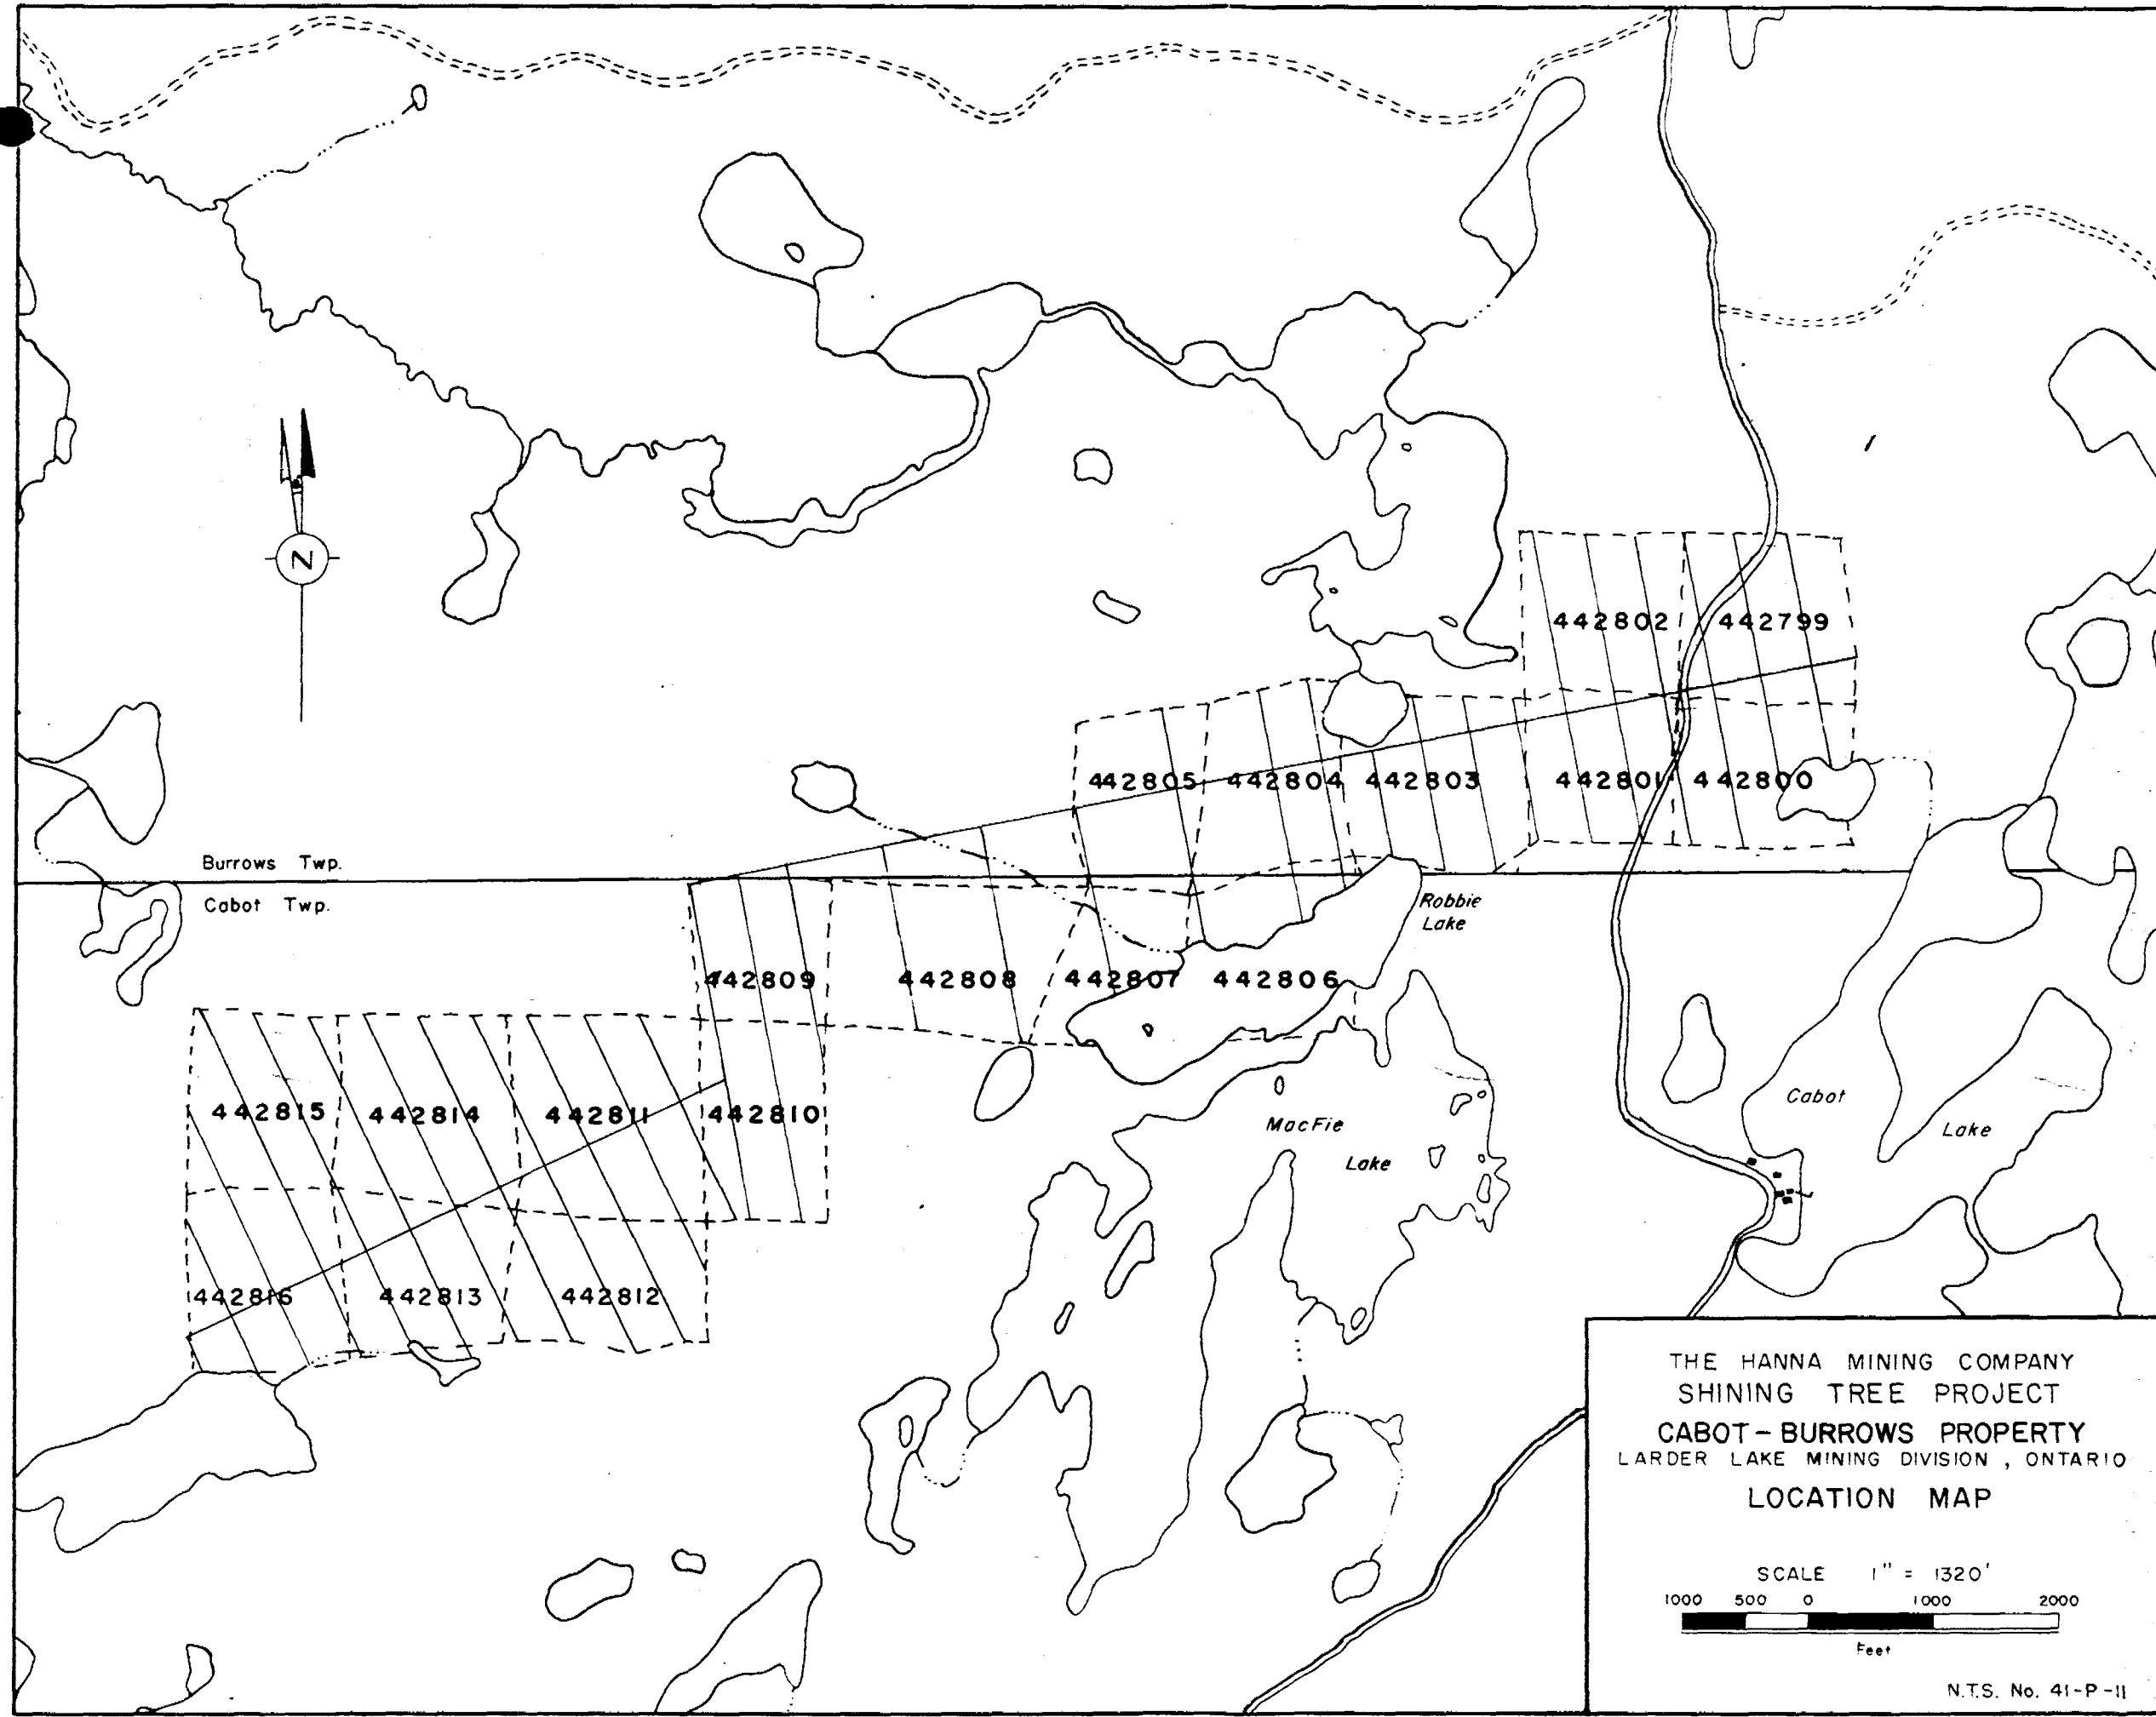 N
442802
442799
442805
442804
442803
442801
442800
Burrows Twp.
Cabot Twp.
Robbie
Lake
442809
442808
442807
442806
442815
442814
442811
442810
MacFie
Lake
Cabot
Lake
442816
442813
442812
THE HANNA MINING COMPANY
SHINING TREE PROJECT
CABOT-BURROWS PROPERTY
LARDER LAKE MINING DIVISION , ONTARIO
LOCATION MAP
SCALE 1" = 1320'
1000 500 0 1000 2000
Feet
N.T.S. No. 41-P-11